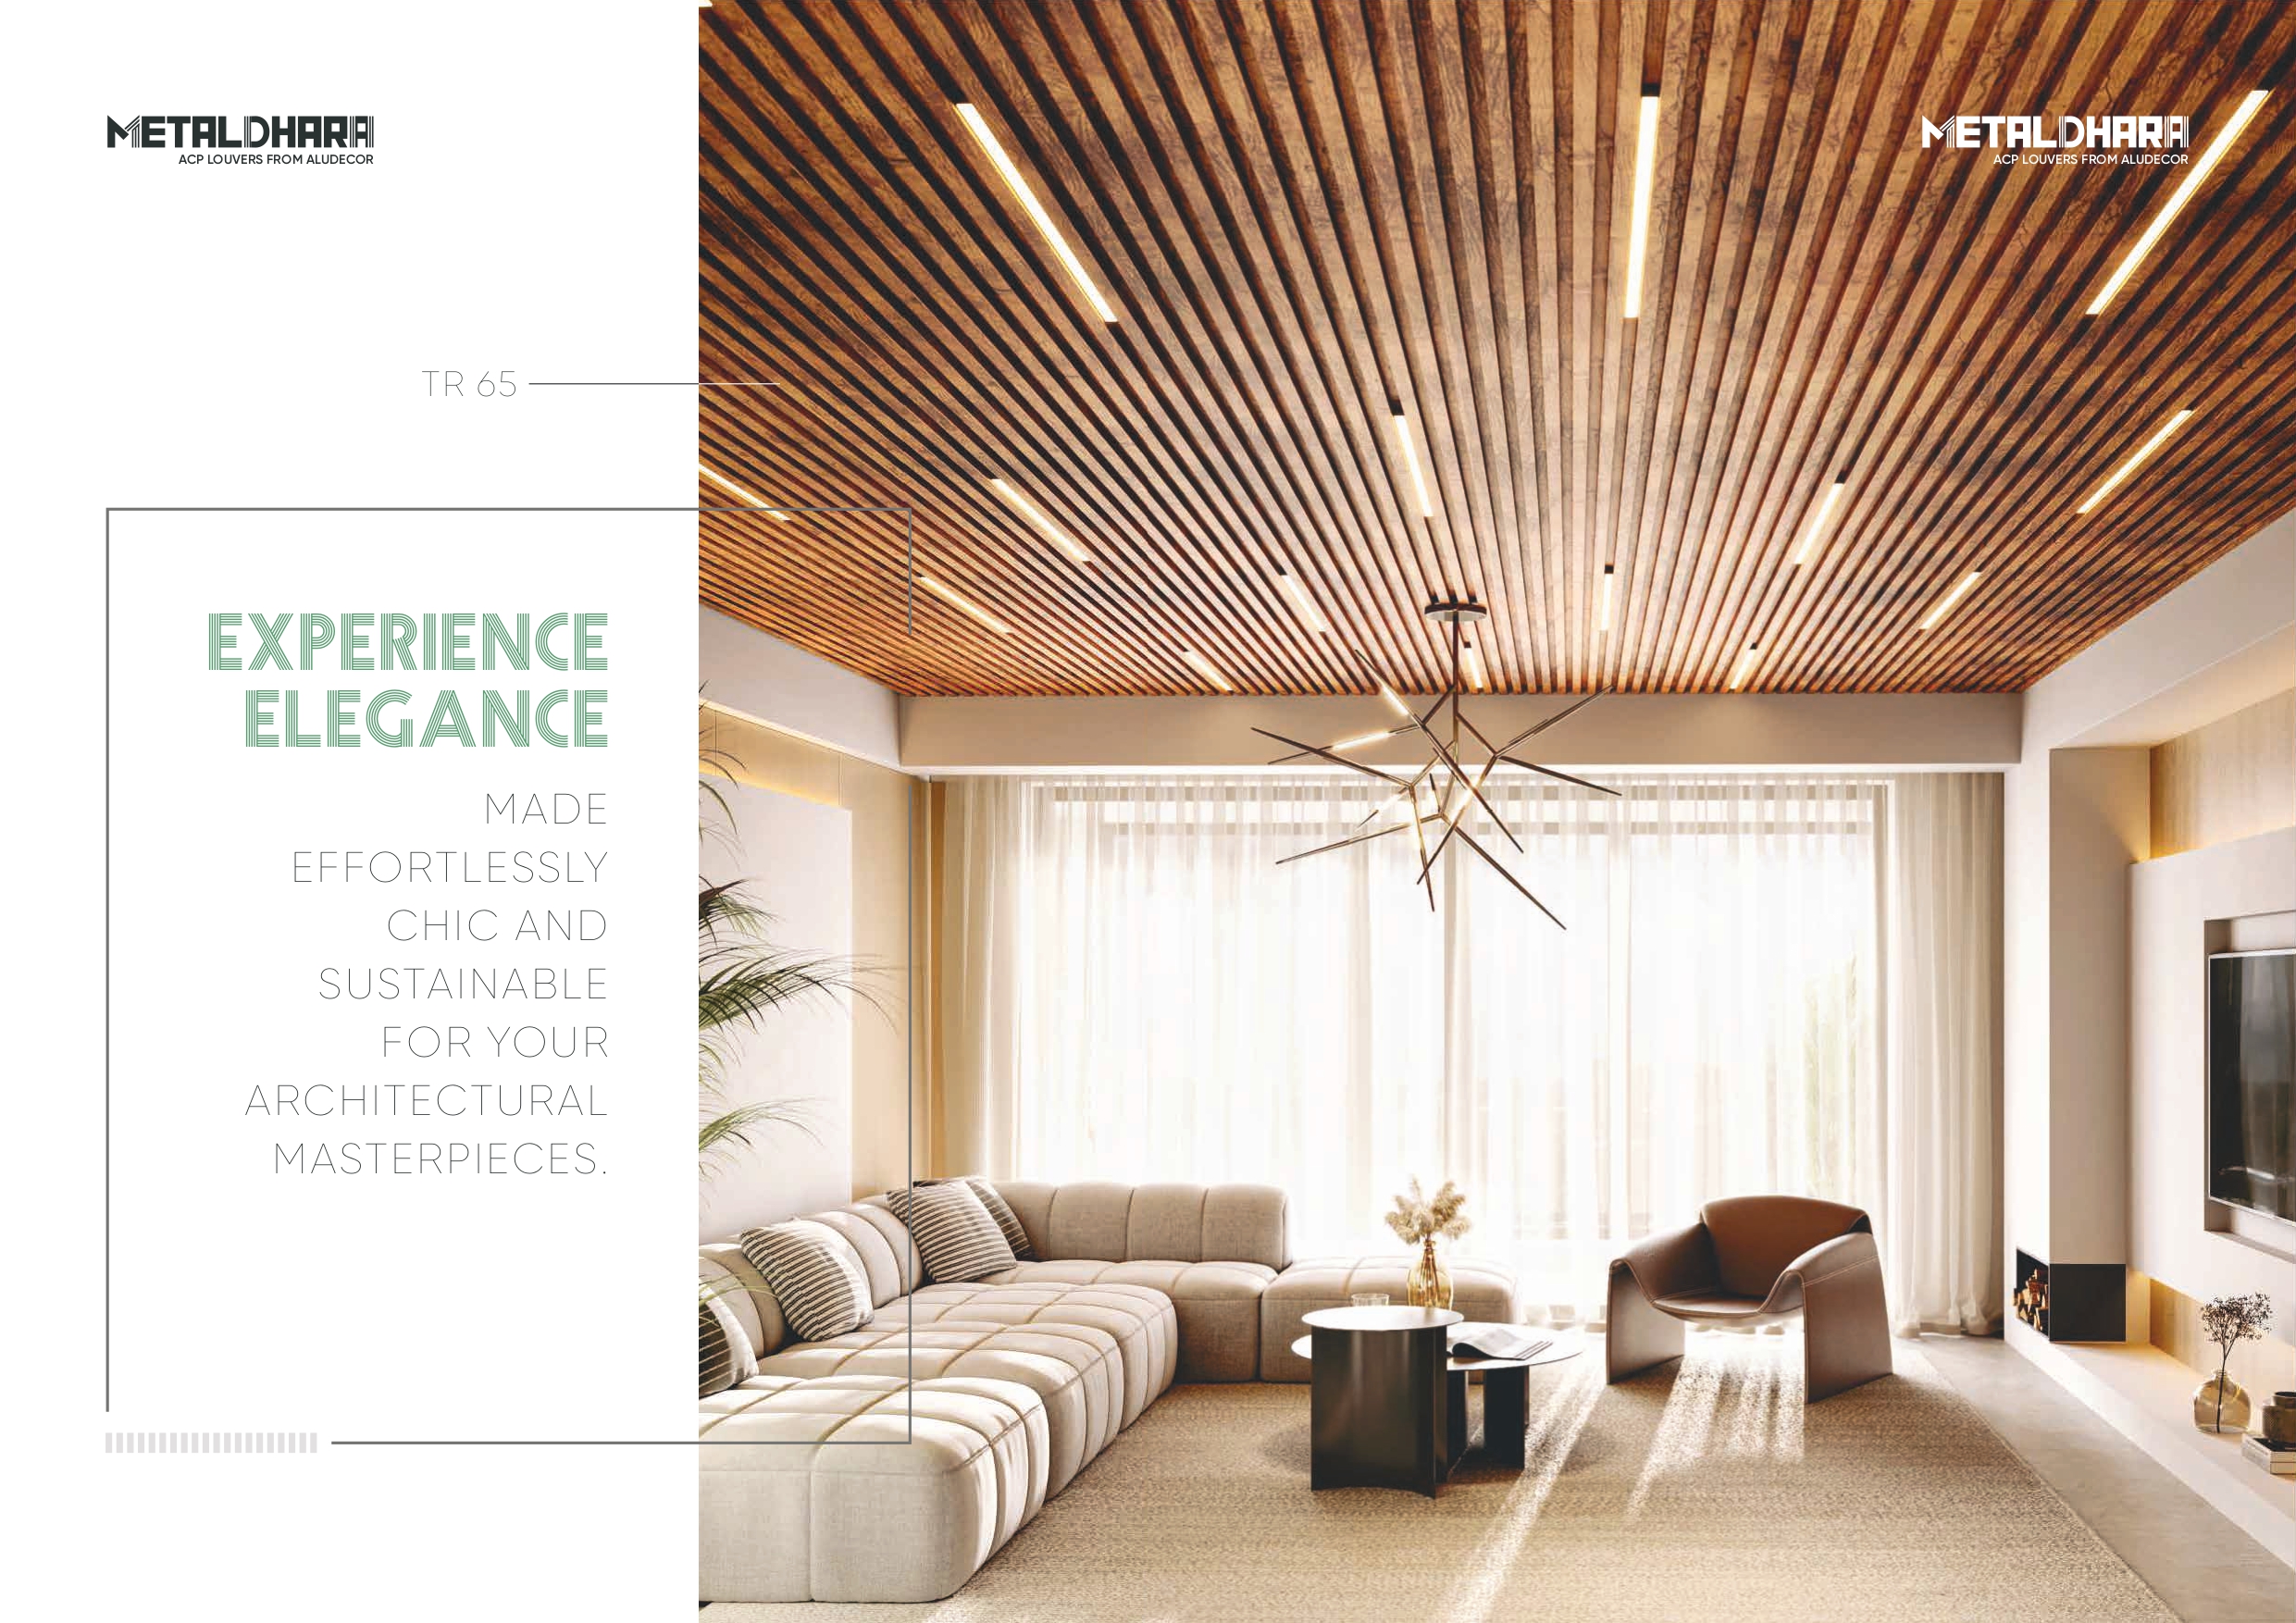 METALDHARA
ACP LOUVERS FROM ALUDECOR
METALDHARA
ACP LOUVERS FROM ALUDECOR
TR 65
EXPERIENCE
ELEGANCE
MADE
EFFORTLESSLY
CHIC AND
SUSTAINABLE
FOR YOUR
ARCHITECTURAL
MASTERPIECES.